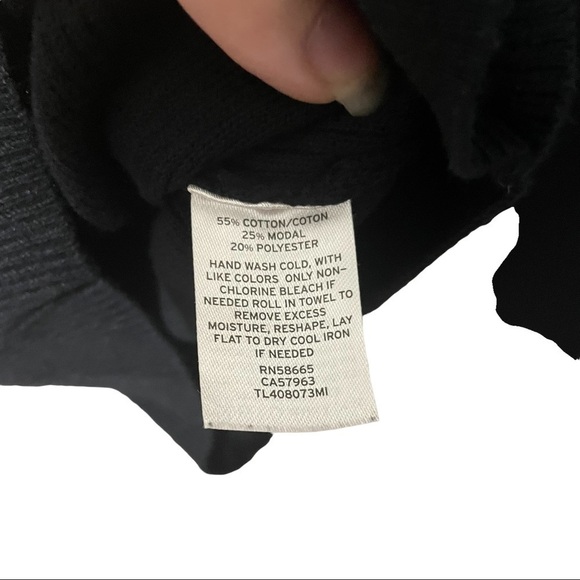 55% COTTON/COTON
25% MODAL
20% POLYESTER
HAND WASH COLD, WITH
LIKE COLORS ONLY NON-
CHLORINE BLEACH IF
NEEDED ROLL IN TOWEL TO
REMOVE EXCESS
MOISTURE, RESHAPE, LAY
FLAT TO DRY COOL IRON
IF NEEDED
RN58665
CA57963
TL408073MI